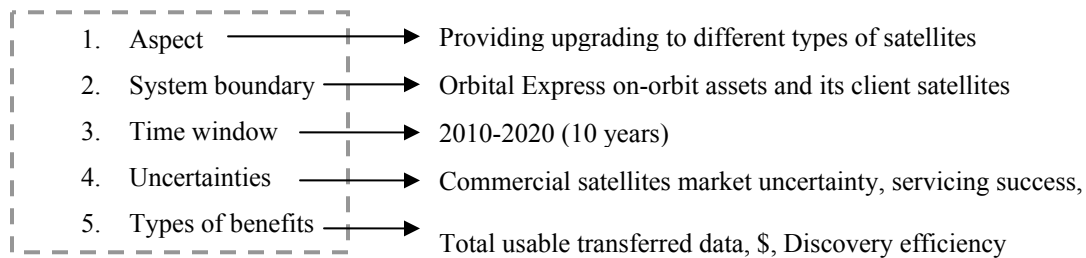 1. Aspect Providing upgrading to different types of satellites
2. System boundary Orbital Express on-orbit assets and its client satellites
3. Time window 2010-2020 (10 years)
4. Uncertainties Commercial satellites market uncertainty, servicing success,
5. Types of benefits Total usable transferred data, $, Discovery efficiency